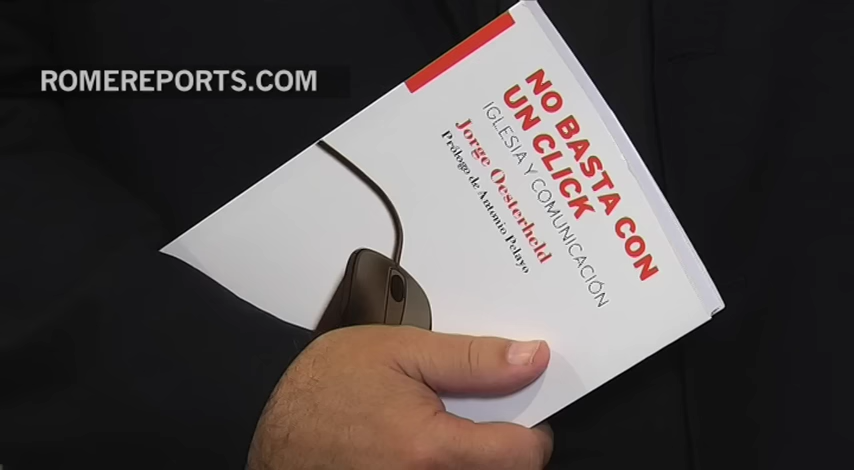 ROMEREPORTS.COM
NO BASTA CON
UN CLICK
IGLESIA Y COMUNICACIÓN
Jorge Oesterheld
Prólogo de Antonio Pelayo